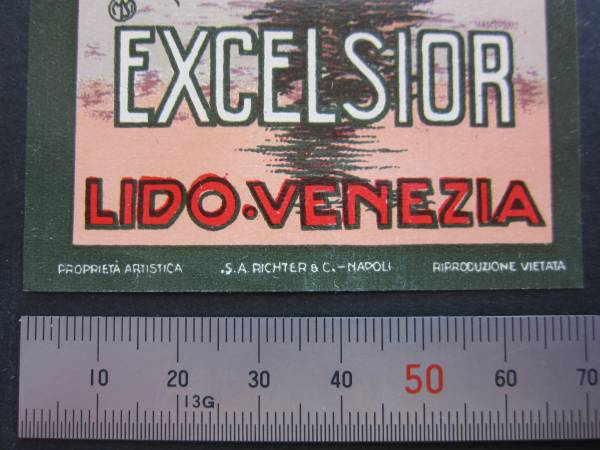 EXCELSIOR
LIDO·VENEZIA
PROPRIETÀ ARTISTICA .S.A. RICHTER & C.-NAPOLI RIPRODUZIONE VIETATA
10 20 30 40 50 60 70
13G